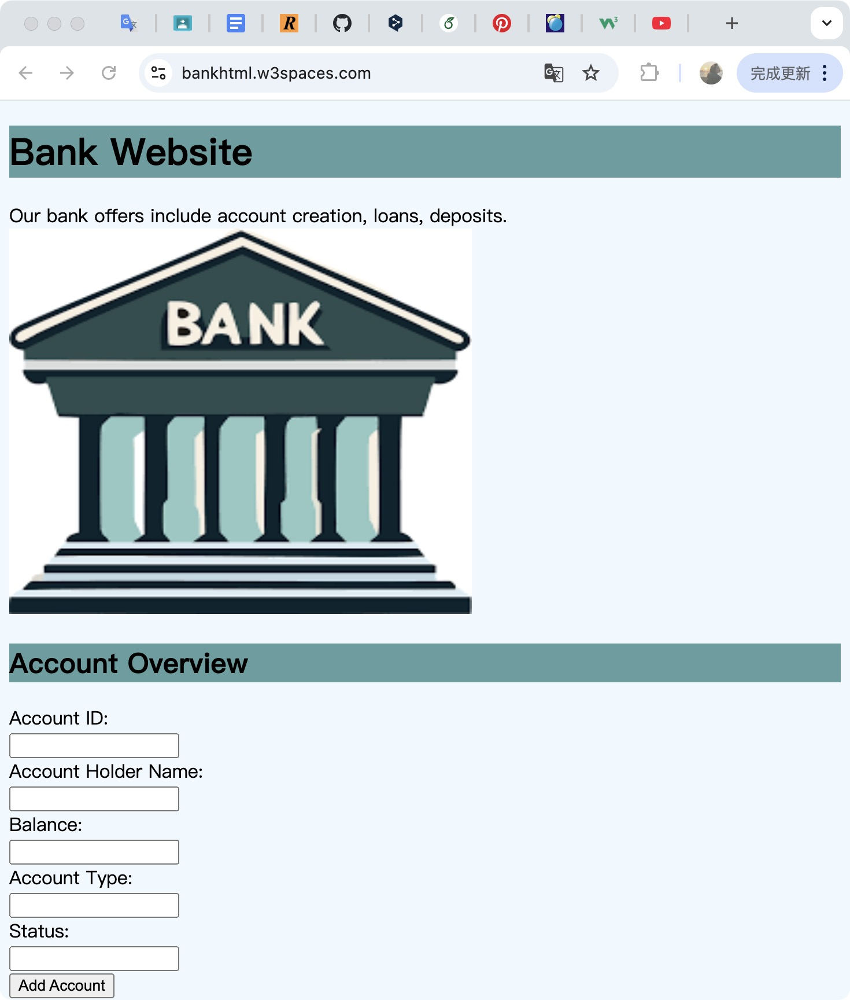 bankhtml.w3spaces.com
完成更新
Bank Website
Our bank offers include account creation, loans, deposits.
BANK
Account Overview
Account ID:
Account Holder Name:
Balance:
Account Type:
Status:
Add Account